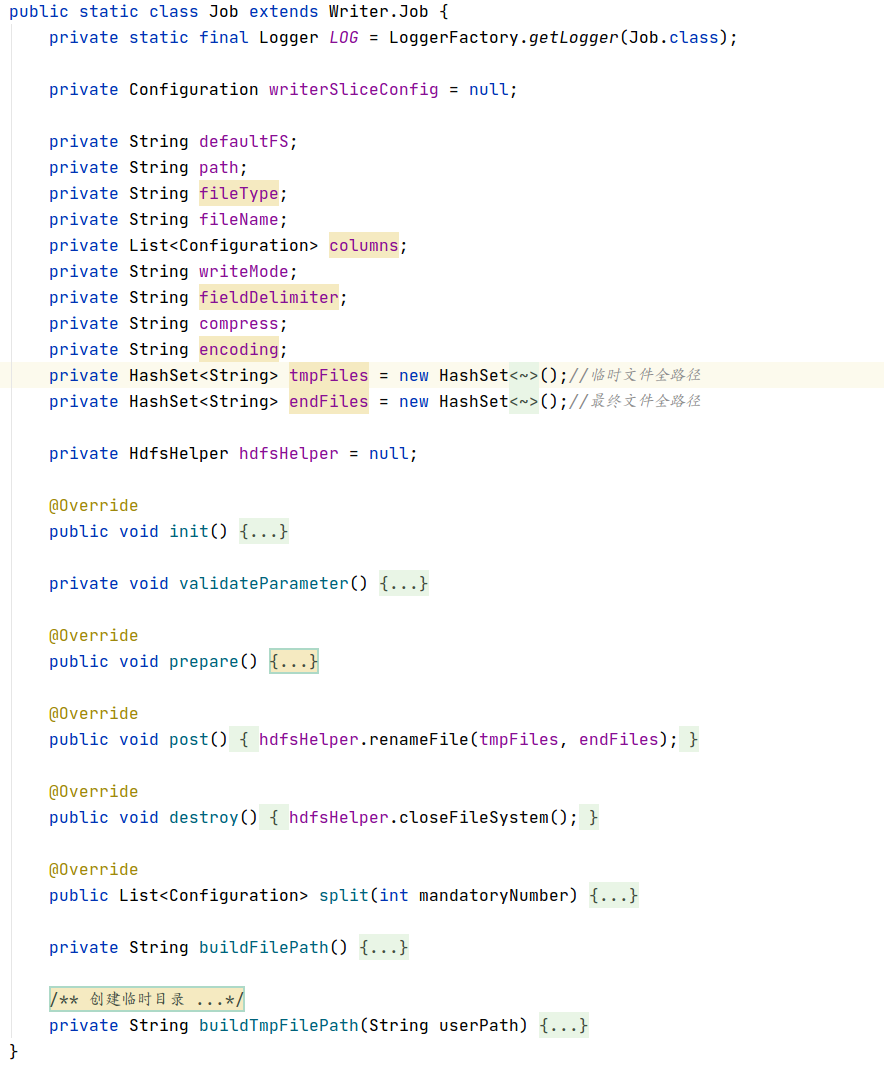 public static class Job extends Writer.Job {
private static final Logger LOG = LoggerFactory.getLogger(Job.class);
private Configuration writerSliceConfig = null;
private String defaultFS;
private String path;
private String fileType;
private String fileName;
private List<Configuration> columns;
private String writeMode;
private String fieldDelimiter;
private String compress;
private String encoding;
private HashSet<String> tmpFiles = new HashSet<~>();//临时文件全路径
private HashSet<String> endFiles = new HashSet<~>();//最终文件全路径
private HdfsHelper hdfsHelper = null;
@Override
public void init() {...}
private void validateParameter() {...}
@Override
public void prepare() {...}
@Override
public void post() { hdfsHelper.renameFile(tmpFiles, endFiles); }
@Override
public void destroy() { hdfsHelper.closeFileSystem(); }
@Override
public List<Configuration> split(int mandatoryNumber) {...}
private String buildFilePath() {...}
/** 创建临时目录 ...*/
private String buildTmpFilePath(String userPath) {...}
}